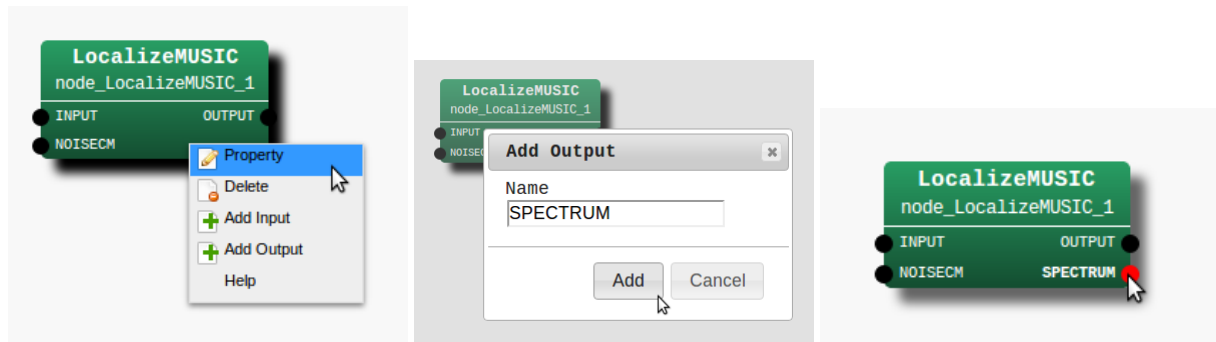 LocalizeMUSIC
node_LocalizeMUSIC_1
INPUT OUTPUT
NOISECM
Property
Delete
Add Input
Add Output
Help
LocalizeMUSIC
node_LocalizeMUSIC_1
INPUT
NOISEC
Add Output
Name
SPECTRUM
Add Cancel
LocalizeMUSIC
node_LocalizeMUSIC_1
INPUT OUTPUT
NOISECM SPECTRUM